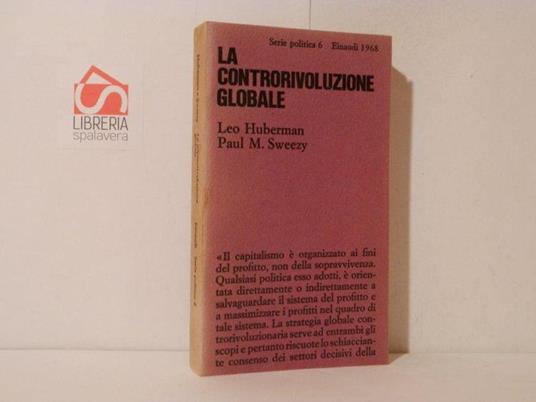 Serie politica 6 Einaudi 1968
LA
CONTRORIVOLUZIONE
GLOBALE
Leo Huberman
Paul M. Sweezy
«Il capitalismo è organizzato ai fini
del profitto, non della sopravvivenza.
Qualsiasi politica esso adotti, è orien-
tata direttamente o indirettamente a
salvaguardare il sistema del profitto e
a massimizzare i profitti nel quadro di
tale sistema. La strategia globale con-
trorivoluzionaria serve ad entrambi gli
scopi e pertanto riscuote lo schiaccian-
te consenso dei settori decisivi della
LIBRERIA
spalavera